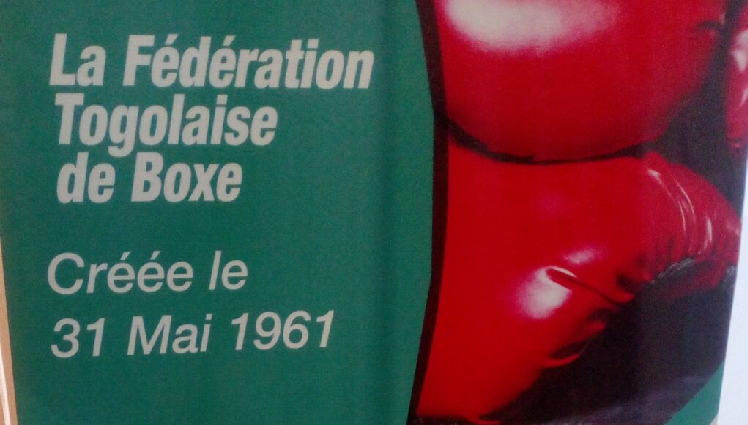 La Fédération
Togolaise
de Boxe
Créée le
31 Mai 1961